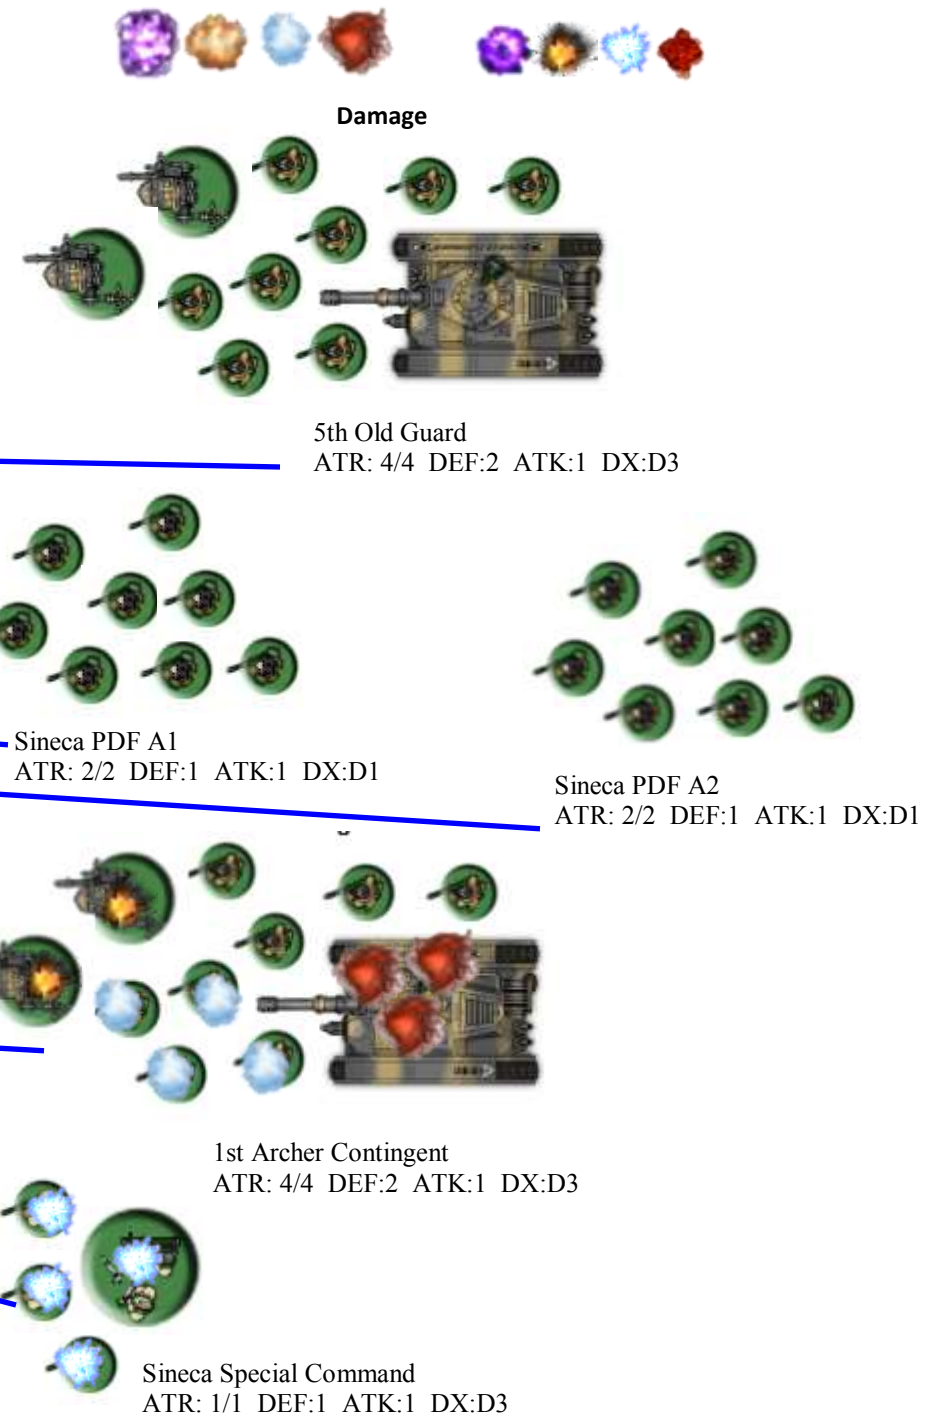 Damage
5th Old Guard
ATR: 4/4 DEF:2 ATK:1 DX:D3
Sineca PDF A1
ATR: 2/2 DEF:1 ATK:1 DX:D1
Sineca PDF A2
ATR: 2/2 DEF:1 ATK:1 DX:D1
1st Archer Contingent
ATR: 4/4 DEF:2 ATK:1 DX:D3
Sineca Special Command
ATR: 1/1 DEF:1 ATK:1 DX:D3